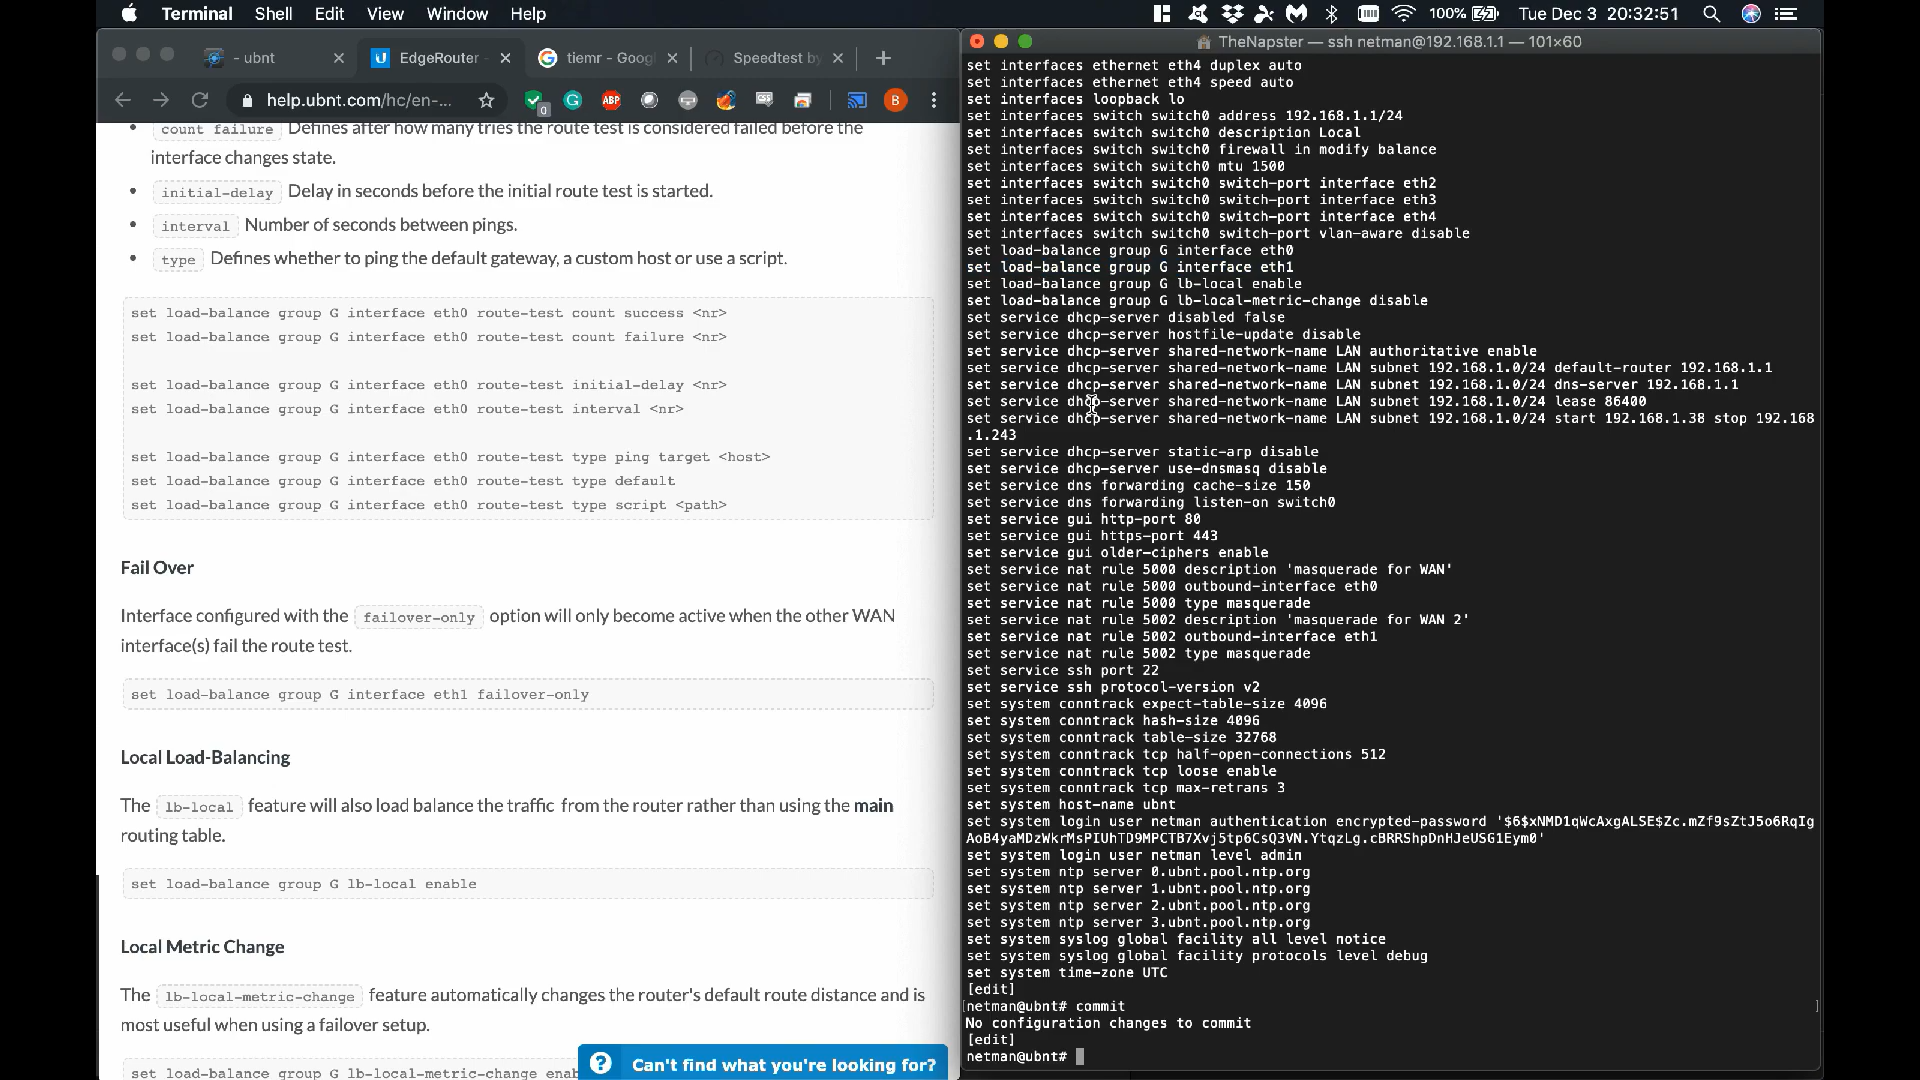 Terminal Shell Edit View Window Help
100% Tue Dec 3 20:32:51
- ubnt
EdgeRouter -
tiemr - Googl
Speedtest by
help.ubnt.com/hc/en-...
0
ABP
B
count failure Defines after how many tries the route test is considered failed before the
interface changes state.
initial-delay Delay in seconds before the initial route test is started.
interval Number of seconds between pings.
type Defines whether to ping the default gateway, a custom host or use a script.
set load-balance group G interface eth0 route-test count success <nr>
set load-balance group G interface eth0 route-test count failure <nr>
set load-balance group G interface eth0 route-test initial-delay <nr>
set load-balance group G interface eth0 route-test interval <nr>
set load-balance group G interface eth0 route-test type ping target <host>
set load-balance group G interface eth0 route-test type default
set load-balance group G interface eth0 route-test type script <path>
Fail Over
Interface configured with the failover-only option will only become active when the other WAN
interface(s) fail the route test.
set load-balance group G interface eth1 failover-only
Local Load-Balancing
The lb-local feature will also load balance the traffic from the router rather than using the main
routing table.
set load-balance group G lb-local enable
Local Metric Change
The lb-local-metric-change feature automatically changes the router's default route distance and is
most useful when using a failover setup.
set load-balance group G lb-local-metric-change enab
? Can't find what you're looking for?
TheNapster — ssh netman@192.168.1.1 — 101×60
set interfaces ethernet eth4 duplex auto
set interfaces ethernet eth4 speed auto
set interfaces loopback lo
set interfaces switch switch0 address 192.168.1.1/24
set interfaces switch switch0 description Local
set interfaces switch switch0 firewall in modify balance
set interfaces switch switch0 mtu 1500
set interfaces switch switch0 switch-port interface eth2
set interfaces switch switch0 switch-port interface eth3
set interfaces switch switch0 switch-port interface eth4
set interfaces switch switch0 switch-port vlan-aware disable
set load-balance group G interface eth0
set load-balance group G interface eth1
set load-balance group G lb-local enable
set load-balance group G lb-local-metric-change disable
set service dhcp-server disabled false
set service dhcp-server hostfile-update disable
set service dhcp-server shared-network-name LAN authoritative enable
set service dhcp-server shared-network-name LAN subnet 192.168.1.0/24 default-router 192.168.1.1
set service dhcp-server shared-network-name LAN subnet 192.168.1.0/24 dns-server 192.168.1.1
set service dhcp-server shared-network-name LAN subnet 192.168.1.0/24 lease 86400
set service dhcp-server shared-network-name LAN subnet 192.168.1.0/24 start 192.168.1.38 stop 192.168
.1.243
set service dhcp-server static-arp disable
set service dhcp-server use-dnsmasq disable
set service dns forwarding cache-size 150
set service dns forwarding listen-on switch0
set service gui http-port 80
set service gui https-port 443
set service gui older-ciphers enable
set service nat rule 5000 description 'masquerade for WAN'
set service nat rule 5000 outbound-interface eth0
set service nat rule 5000 type masquerade
set service nat rule 5002 description 'masquerade for WAN 2'
set service nat rule 5002 outbound-interface eth1
set service nat rule 5002 type masquerade
set service ssh port 22
set service ssh protocol-version v2
set system conntrack expect-table-size 4096
set system conntrack hash-size 4096
set system conntrack table-size 32768
set system conntrack tcp half-open-connections 512
set system conntrack tcp loose enable
set system conntrack tcp max-retrans 3
set system host-name ubnt
set system login user netman authentication encrypted-password '$6$xNMD1qWcAxgALSE$Zc.mZf9sZtJ5o6RqIg
AoB4yaMDzWkrMsPIUhTD9MPCTB7Xvj5tp6CsQ3VN.YtqzLg.cBRRShpDnHJeUSG1Eym0'
set system login user netman level admin
set system ntp server 0.ubnt.pool.ntp.org
set system ntp server 1.ubnt.pool.ntp.org
set system ntp server 2.ubnt.pool.ntp.org
set system ntp server 3.ubnt.pool.ntp.org
set system syslog global facility all level notice
set system syslog global facility protocols level debug
set system time-zone UTC
[edit]
[netman@ubnt# commit ]
No configuration changes to commit
[edit]
netman@ubnt#